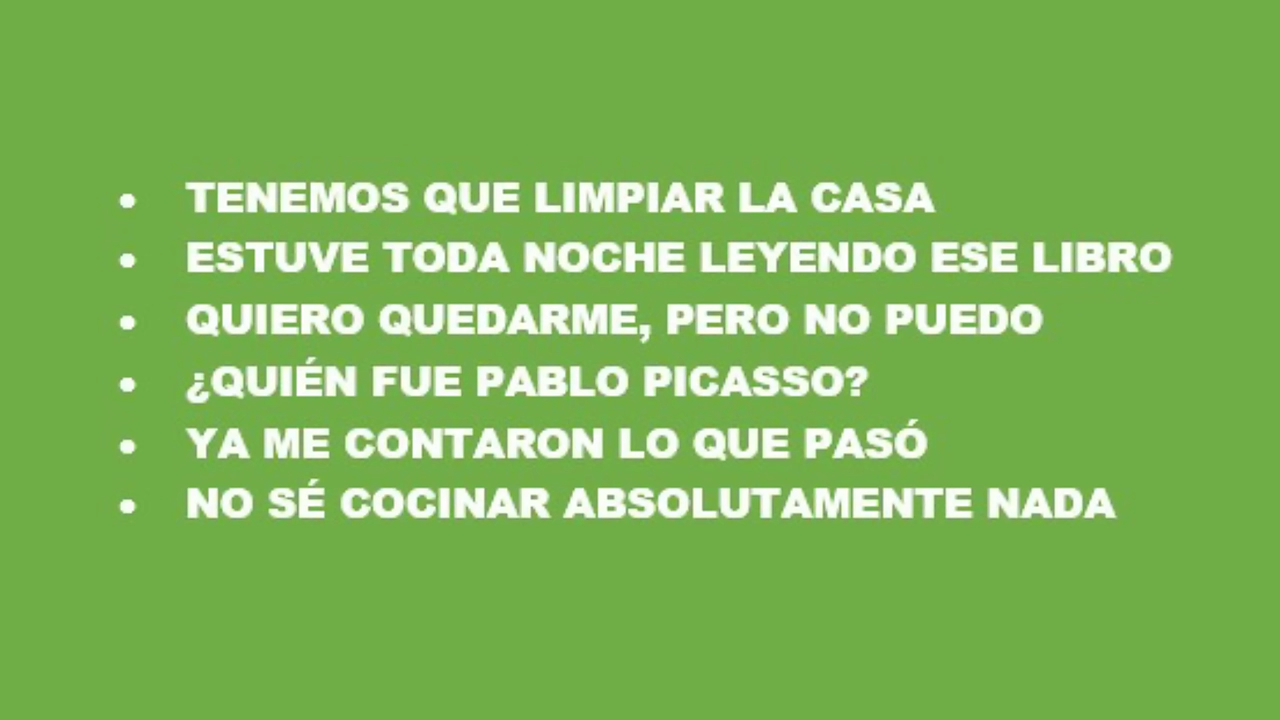 • TENEMOS QUE LIMPIAR LA CASA
• ESTUVE TODA NOCHE LEYENDO ESE LIBRO
• QUIERO QUEDARME, PERO NO PUEDO
• ¿QUIÉN FUE PABLO PICASSO?
• YA ME CONTARON LO QUE PASÓ
• NO SÉ COCINAR ABSOLUTAMENTE NADA